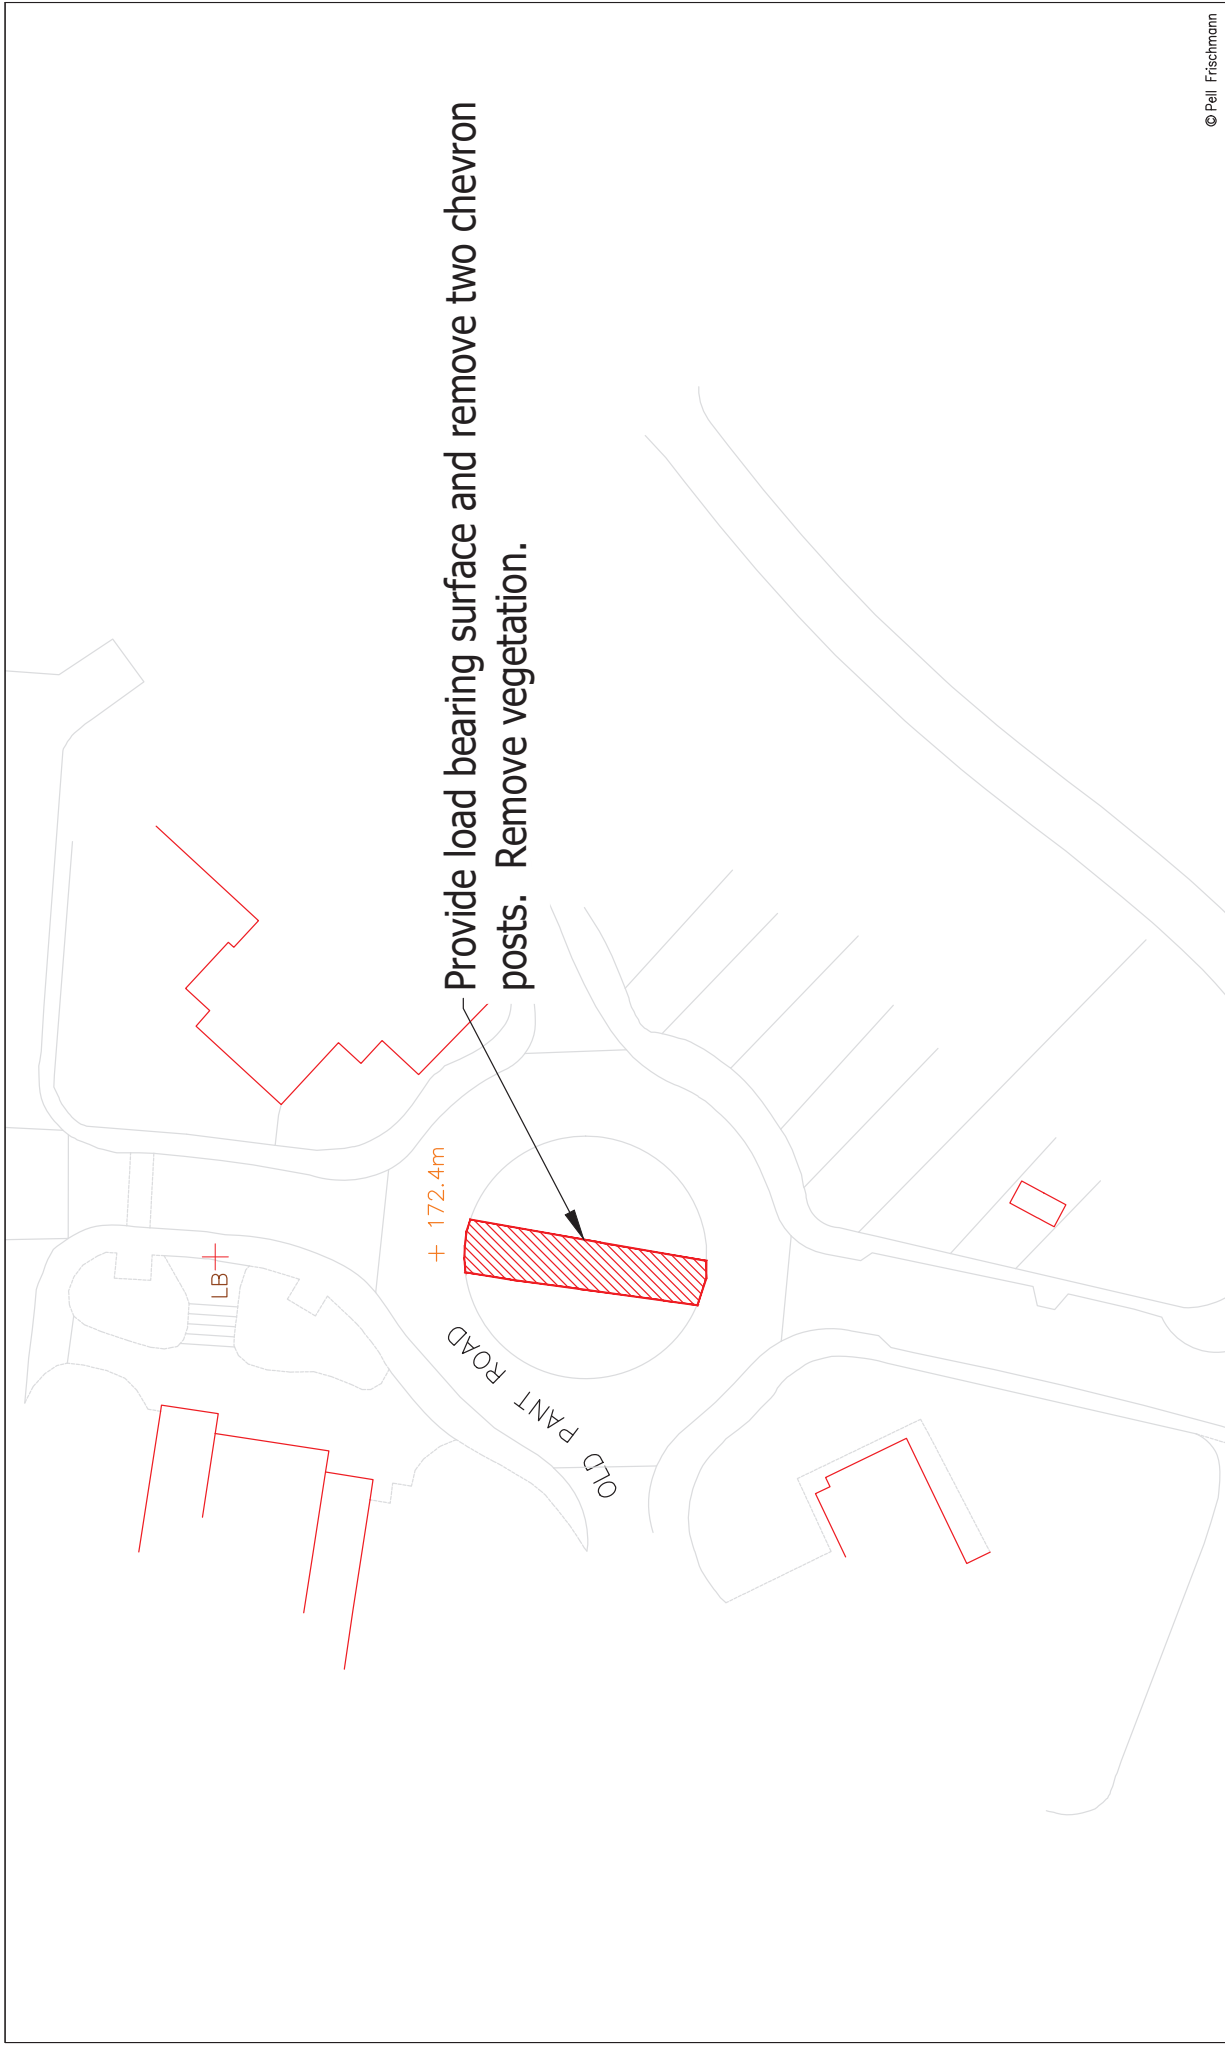 Provide load bearing surface and remove two chevron
posts. Remove vegetation.
+ 172.4m
LB
OLD PANT ROAD
© Pell Frischmann